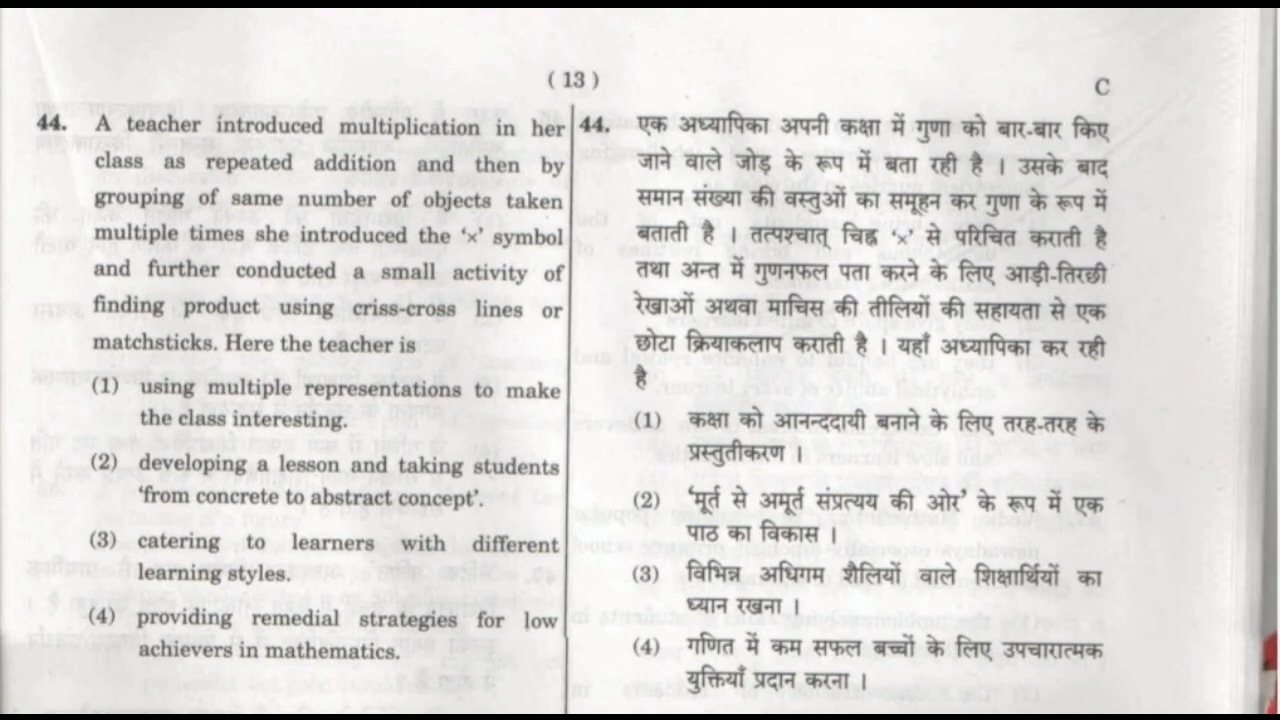 ( 13 )
C
44. A teacher introduced multiplication in her
class as repeated addition and then by
grouping of same number of objects taken
multiple times she introduced the ‘×’ symbol
and further conducted a small activity of
finding product using criss-cross lines or
matchsticks. Here the teacher is
(1) using multiple representations to make
the class interesting.
(2) developing a lesson and taking students
‘from concrete to abstract concept’.
(3) catering to learners with different
learning styles.
(4) providing remedial strategies for low
achievers in mathematics.
44. एक अध्यापिका अपनी कक्षा में गुणा को बार-बार किए
जाने वाले जोड़ के रूप में बता रही है । उसके बाद
समान संख्या की वस्तुओं का समूहन कर गुणा के रूप में
बताती है । तत्पश्चात् चिह्न ‘×’ से परिचित कराती है
तथा अन्त में गुणनफल पता करने के लिए आड़ी-तिरछी
रेखाओं अथवा माचिस की तीलियों की सहायता से एक
छोटा क्रियाकलाप कराती है । यहाँ अध्यापिका कर रही
है
(1) कक्षा को आनन्ददायी बनाने के लिए तरह-तरह के
प्रस्तुतीकरण
(2) ‘मूर्त से अमूर्त संप्रत्यय की ओर’ के रूप में एक
पाठ का विकास ।
(3) विभिन्न अधिगम शैलियों वाले शिक्षार्थियों का
ध्यान रखना ।
(4) गणित में कम सफल बच्चों के लिए उपचारात्मक
युक्तियाँ प्रदान करना ।